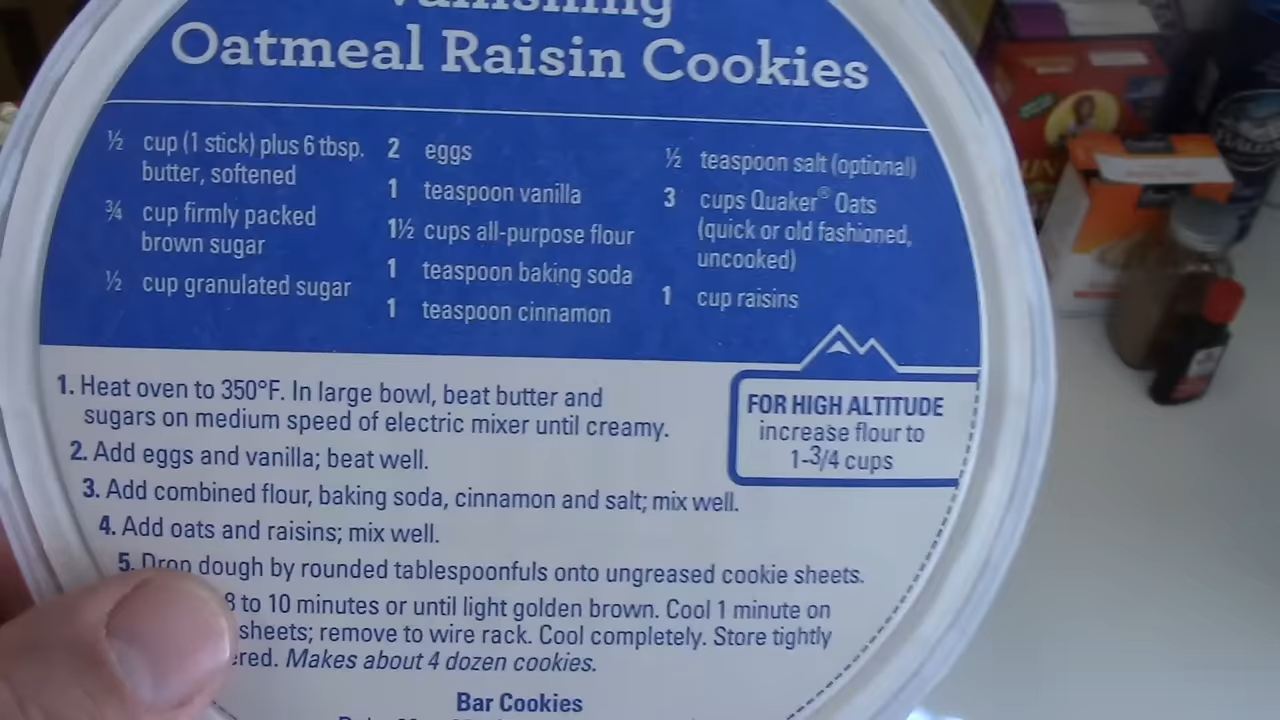 Vanishing
Oatmeal Raisin Cookies
½ cup (1 stick) plus 6 tbsp.
butter, softened
¾ cup firmly packed
brown sugar
½ cup granulated sugar
2 eggs
1 teaspoon vanilla
1½ cups all-purpose flour
1 teaspoon baking soda
1 teaspoon cinnamon
½ teaspoon salt (optional)
3 cups Quaker® Oats
(quick or old fashioned,
uncooked)
1 cup raisins
1. Heat oven to 350°F. In large bowl, beat butter and
sugars on medium speed of electric mixer until creamy.
2. Add eggs and vanilla; beat well.
3. Add combined flour, baking soda, cinnamon and salt; mix well.
4. Add oats and raisins; mix well.
5. Drop dough by rounded tablespoonfuls onto ungreased cookie sheets.
8 to 10 minutes or until light golden brown. Cool 1 minute on
sheets; remove to wire rack. Cool completely. Store tightly
ered. Makes about 4 dozen cookies.
FOR HIGH ALTITUDE
increase flour to
1-3/4 cups
Bar Cookies